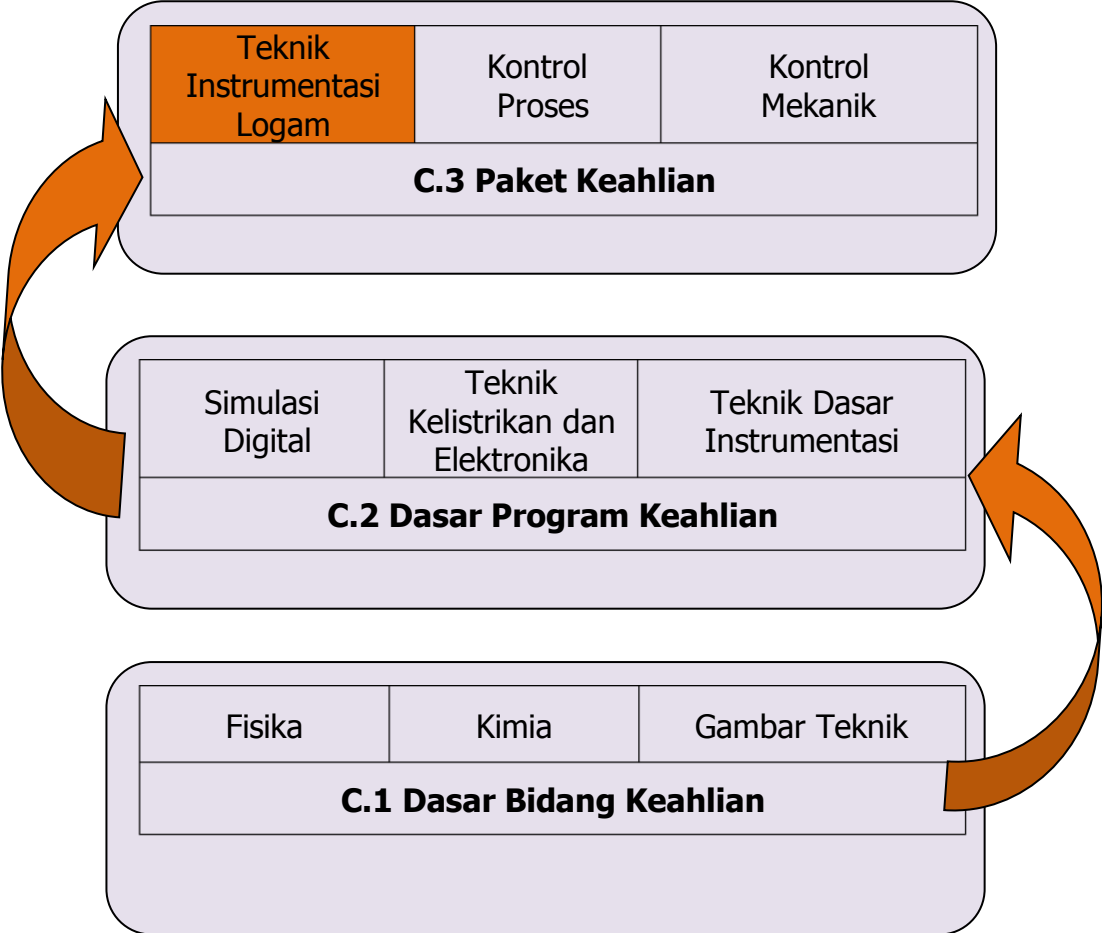 Teknik
Instrumentasi
Logam
Kontrol
Proses
Kontrol
Mekanik
C.3 Paket Keahlian
Simulasi
Digital
Teknik
Kelistrikan dan
Elektronika
Teknik Dasar
Instrumentasi
C.2 Dasar Program Keahlian
Fisika
Kimia
Gambar Teknik
C.1 Dasar Bidang Keahlian